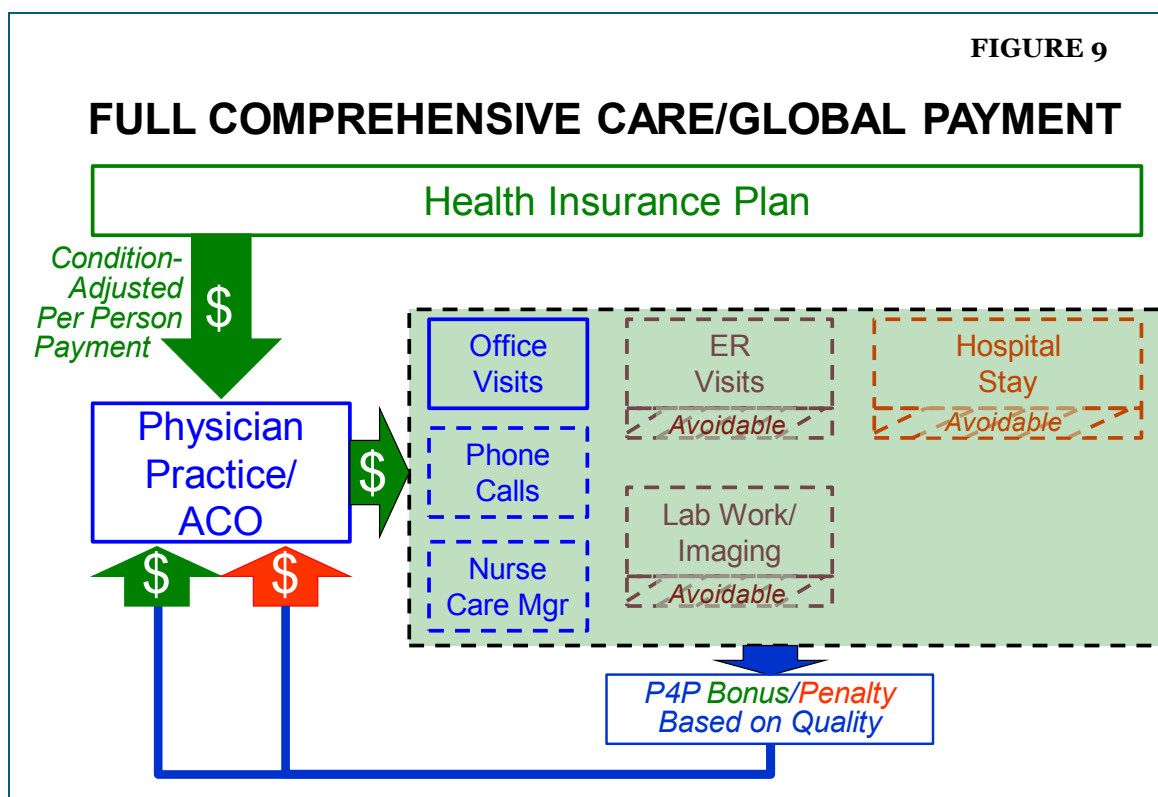 FIGURE 9
FULL COMPREHENSIVE CARE/GLOBAL PAYMENT
Health Insurance Plan
Condition-
Adjusted
Per Person
Payment
$
Physician
Practice/
ACO
$
Office
Visits
Phone
Calls
Nurse
Care Mgr
ER
Visits
Avoidable
Lab Work/
Imaging
Avoidable
Hospital
Stay
Avoidable
$
$
P4P Bonus/Penalty
Based on Quality